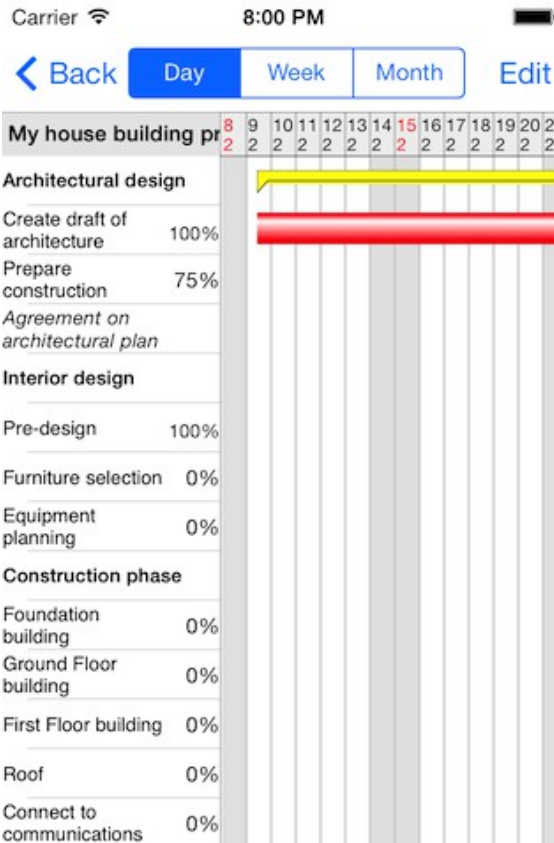 Carrier 8:00 PM
Back Day Week Month Edit
My house building pr 8 9 10 11 12 13 14 15 16 17 18 19 20 2
2 2 2 2 2 2 2 2 2 2 2 2 2 2
Architectural design
Create draft of
architecture 100%
Prepare
construction 75%
Agreement on
architectural plan
Interior design
Pre-design 100%
Furniture selection 0%
Equipment
planning 0%
Construction phase
Foundation
building 0%
Ground Floor
building 0%
First Floor building 0%
Roof 0%
Connect to
communications 0%